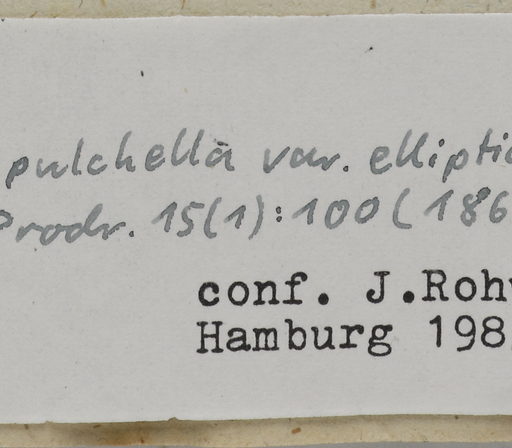 pulchella var. ellipti
Prodr. 15(1):100(186
conf. J.Roh
Hamburg 198